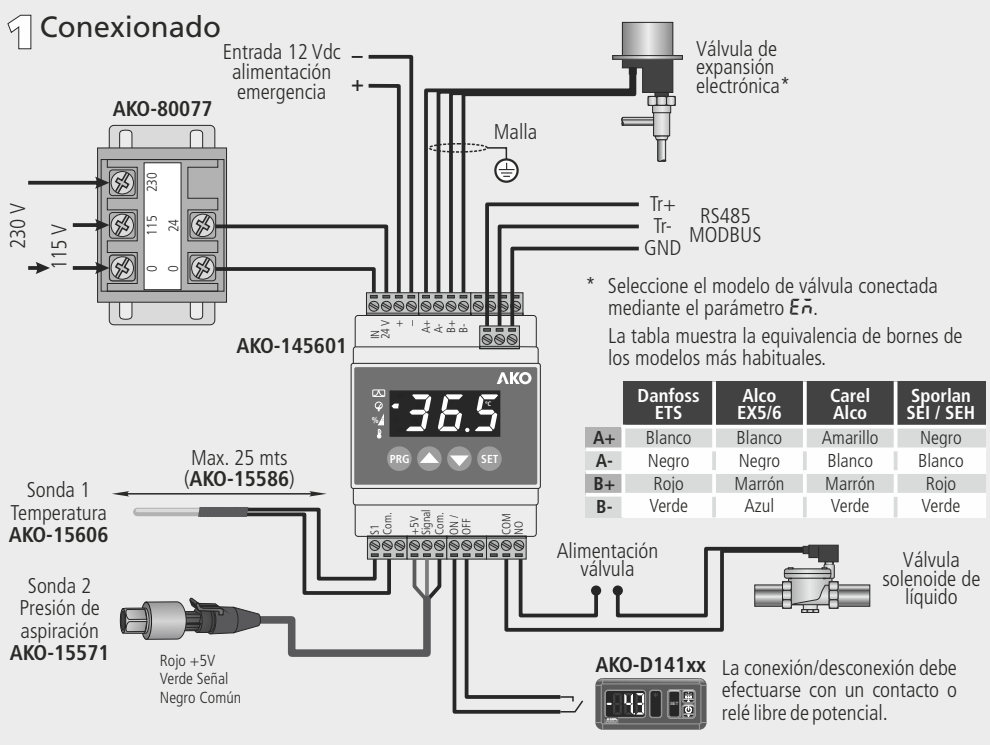 1 Conexionado
Entrada 12 Vdc
alimentación
emergencia
–
+
Válvula de
expansión
electrónica*
AKO-80077
Malla
230
115
24
0
0
230 V
115 V
Tr+
Tr-
GND
RS485
MODBUS
* Seleccione el modelo de válvula conectada
mediante el parámetro En.
La tabla muestra la equivalencia de bornes de
los modelos más habituales.
IN
24 V
+
–
A+
A-
B+
B-
AKO-145601
AKO
36.5
°C
%
PRG
SET
Danfoss ETS Alco EX5/6 Carel Alco Sporlan SEI / SEH
A+ Blanco Blanco Amarillo Negro
A- Negro Negro Blanco Blanco
B+ Rojo Marrón Marrón Rojo
B- Verde Azul Verde Verde
Max. 25 mts
(AKO-15586)
Sonda 1
Temperatura
AKO-15606
S1
Com.
+5V
Signal
Com.
ON /
OFF
COM
NO
Alimentación
válvula
Válvula
solenoide de
líquido
Sonda 2
Presión de
aspiración
AKO-15571
Rojo +5V
Verde Señal
Negro Común
AKO-D141xx
-43
SET
La conexión/desconexión debe
efectuarse con un contacto o
relé libre de potencial.